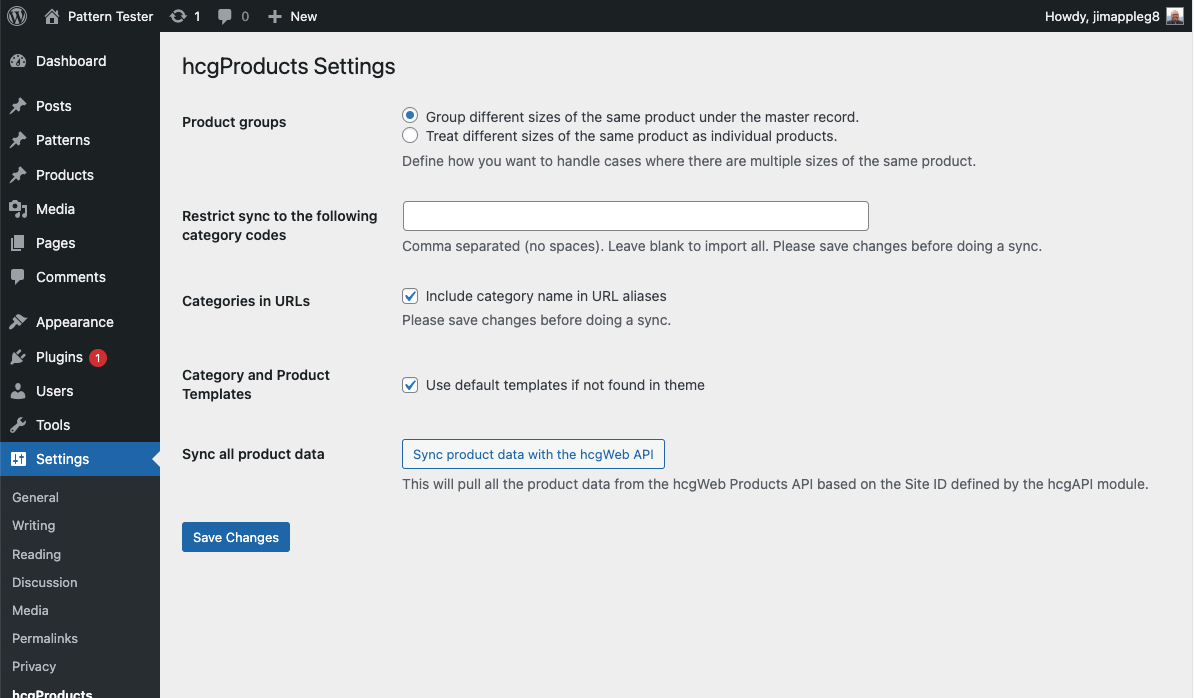 Pattern Tester 1 0 New Howdy, jimappleg8
Dashboard
Posts
Patterns
Products
Media
Pages
Comments
Appearance
Plugins 1
Users
Tools
Settings
General
Writing
Reading
Discussion
Media
Permalinks
Privacy
hcgProducts
hcgProducts Settings
Product groups
Group different sizes of the same product under the master record.
Treat different sizes of the same product as individual products.
Define how you want to handle cases where there are multiple sizes of the same product.
Restrict sync to the following
category codes
Comma separated (no spaces). Leave blank to import all. Please save changes before doing a sync.
Categories in URLs
Include category name in URL aliases
Please save changes before doing a sync.
Category and Product
Templates
Use default templates if not found in theme
Sync all product data
Sync product data with the hcgWeb API
This will pull all the product data from the hcgWeb Products API based on the Site ID defined by the hcgAPI module.
Save Changes